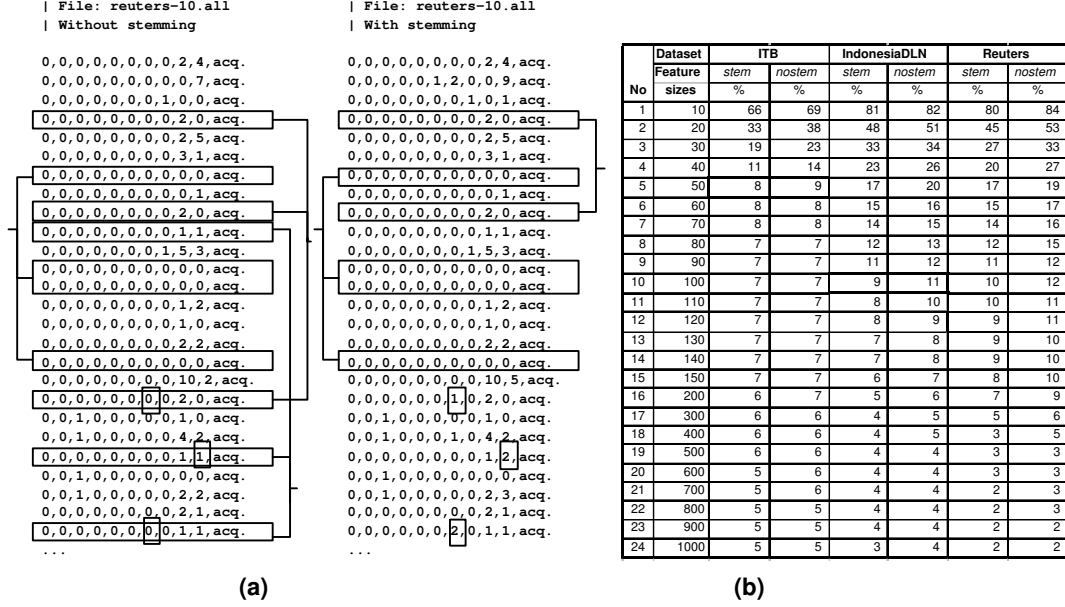 | File: reuters-10.all
| Without stemming
0,0,0,0,0,0,0,0,2,4,acq.
0,0,0,0,0,0,0,0,0,7,acq.
0,0,0,0,0,0,0,1,0,0,acq.
0,0,0,0,0,0,0,0,2,0,acq.
0,0,0,0,0,0,0,0,2,5,acq.
0,0,0,0,0,0,0,0,3,1,acq.
0,0,0,0,0,0,0,0,0,0,acq.
0,0,0,0,0,0,0,0,0,1,acq.
0,0,0,0,0,0,0,0,2,0,acq.
0,0,0,0,0,0,0,0,1,1,acq.
0,0,0,0,0,0,0,1,5,3,acq.
0,0,0,0,0,0,0,0,0,0,acq.
0,0,0,0,0,0,0,0,0,0,acq.
0,0,0,0,0,0,0,0,1,2,acq.
0,0,0,0,0,0,0,0,1,0,acq.
0,0,0,0,0,0,0,0,2,2,acq.
0,0,0,0,0,0,0,0,0,0,acq.
0,0,0,0,0,0,0,0,10,2,acq.
0,0,0,0,0,0,0,0,2,0,acq.
0,0,1,0,0,0,0,0,1,0,acq.
0,0,1,0,0,0,0,0,4,2,acq.
0,0,0,0,0,0,0,0,1,1,acq.
0,0,1,0,0,0,0,0,0,0,acq.
0,0,1,0,0,0,0,0,2,2,acq.
0,0,0,0,0,0,0,0,2,1,acq.
0,0,0,0,0,0,0,0,1,1,acq.
...
| File: reuters-10.all
| With stemming
0,0,0,0,0,0,0,0,2,4,acq.
0,0,0,0,0,1,2,0,0,9,acq.
0,0,0,0,0,0,0,1,0,1,acq.
0,0,0,0,0,0,0,0,2,0,acq.
0,0,0,0,0,0,0,0,2,5,acq.
0,0,0,0,0,0,0,0,3,1,acq.
0,0,0,0,0,0,0,0,0,0,acq.
0,0,0,0,0,0,0,0,0,1,acq.
0,0,0,0,0,0,0,0,2,0,acq.
0,0,0,0,0,0,0,0,1,1,acq.
0,0,0,0,0,0,0,1,5,3,acq.
0,0,0,0,0,0,0,0,0,0,acq.
0,0,0,0,0,0,0,0,0,0,acq.
0,0,0,0,0,0,0,0,1,2,acq.
0,0,0,0,0,0,0,0,1,0,acq.
0,0,0,0,0,0,0,0,2,2,acq.
0,0,0,0,0,0,0,0,0,0,acq.
0,0,0,0,0,0,0,0,10,5,acq.
0,0,0,0,0,0,1,0,2,0,acq.
0,0,1,0,0,0,0,0,1,0,acq.
0,0,1,0,0,0,1,0,4,2,acq.
0,0,0,0,0,0,0,0,1,2,acq.
0,0,1,0,0,0,0,0,0,0,acq.
0,0,1,0,0,0,0,0,2,3,acq.
0,0,0,0,0,0,0,0,2,1,acq.
0,0,0,0,0,0,2,0,1,1,acq.
...
(a)
Dataset ITB IndonesiaDLN Reuters
Feature stem nostem stem nostem stem nostem
No sizes % % % % % %
1 10 66 69 81 82 80 84
2 20 33 38 48 51 45 53
3 30 19 23 33 34 27 33
4 40 11 14 23 26 20 27
5 50 8 9 17 20 17 19
6 60 8 8 15 16 15 17
7 70 8 8 14 15 14 16
8 80 7 7 12 13 12 15
9 90 7 7 11 12 11 12
10 100 7 7 9 11 10 12
11 110 7 7 8 10 10 11
12 120 7 7 8 9 9 11
13 130 7 7 7 8 9 10
14 140 7 7 7 8 9 10
15 150 7 7 6 7 8 10
16 200 6 7 5 6 7 9
17 300 6 6 4 5 5 6
18 400 6 6 4 5 3 5
19 500 6 6 4 4 3 3
20 600 5 6 4 4 3 3
21 700 5 6 4 4 2 3
22 800 5 5 4 4 2 3
23 900 5 5 4 4 2 2
24 1000 5 5 3 4 2 2
(b)